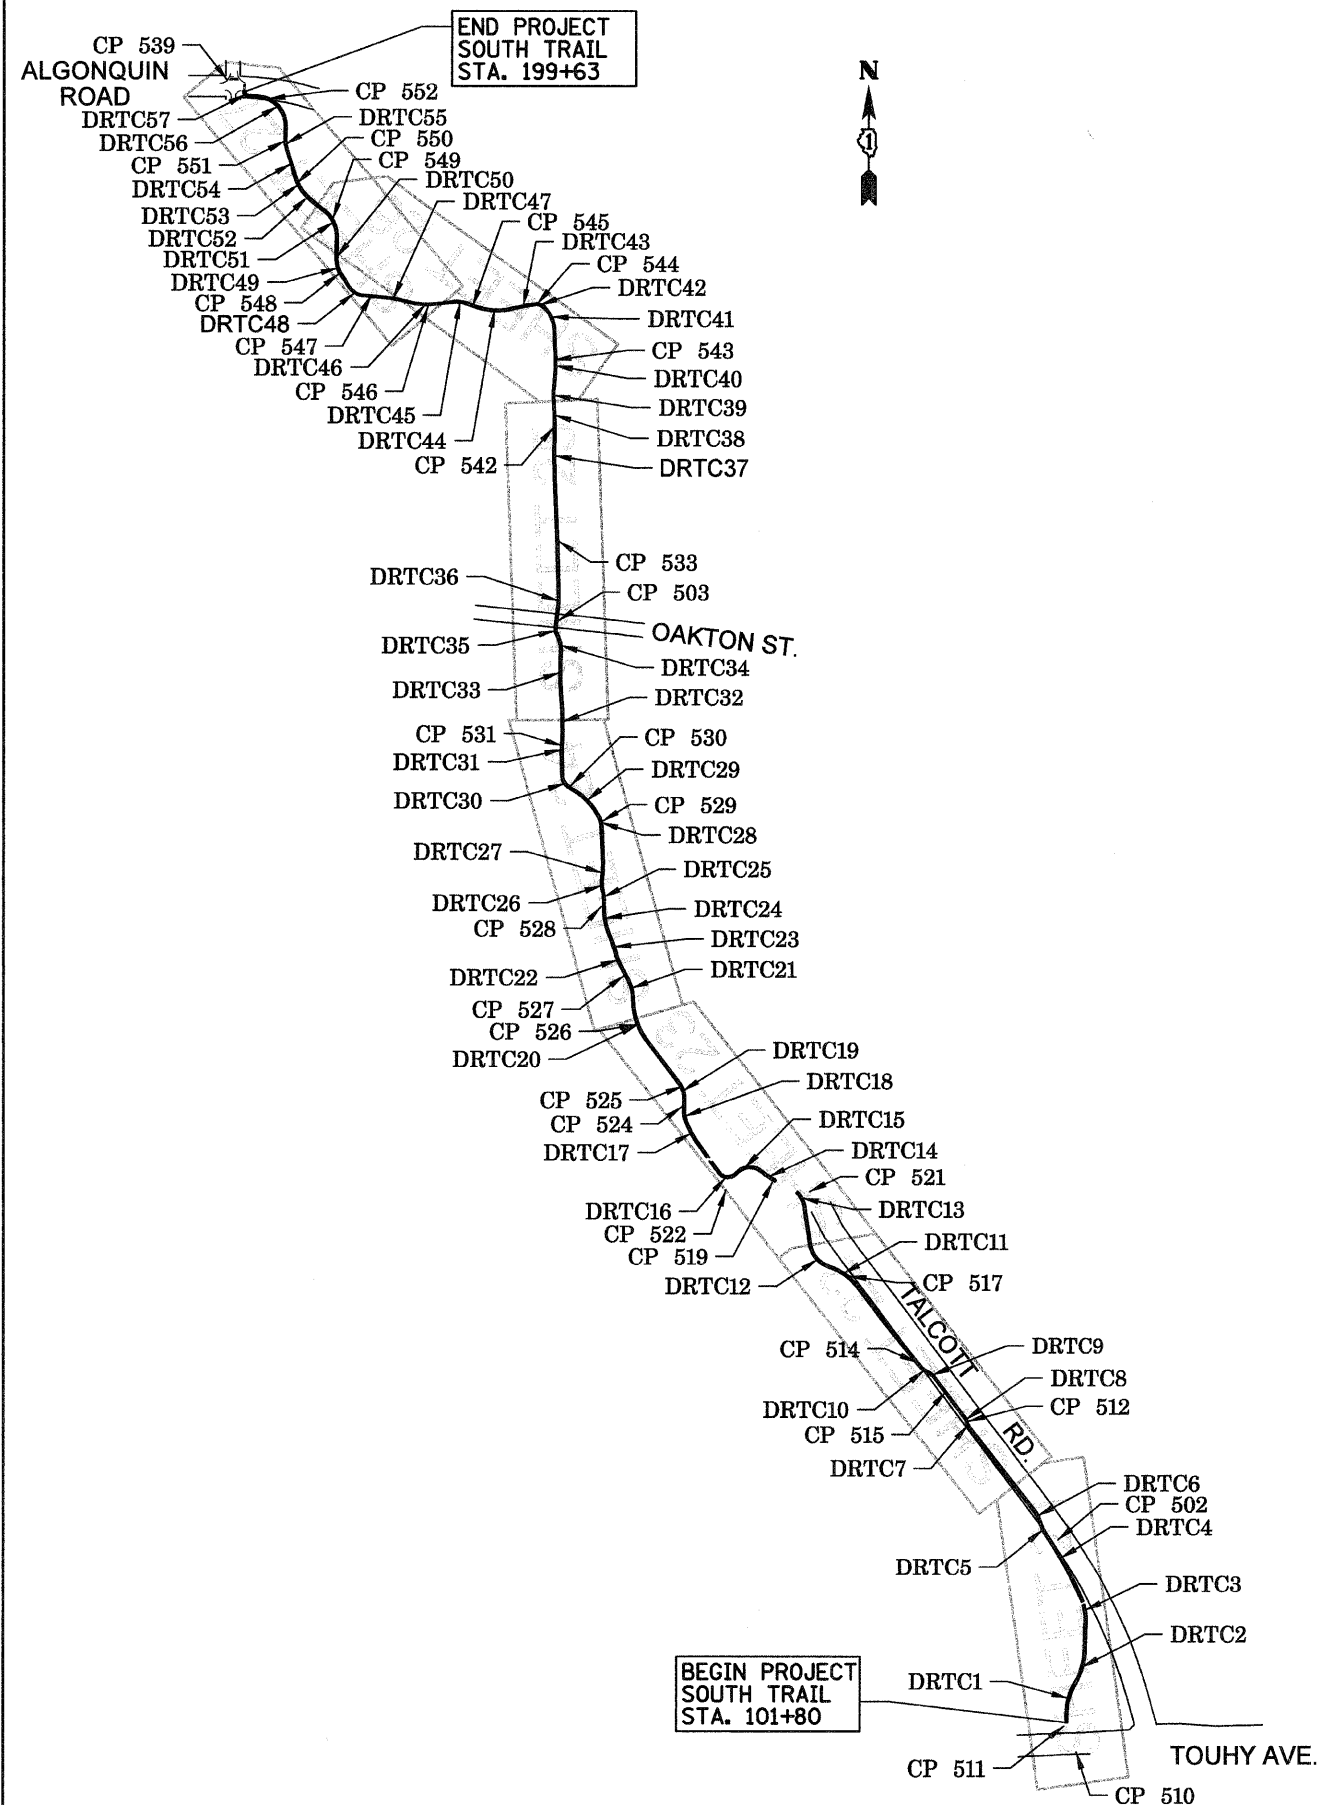 END PROJECT
SOUTH TRAIL
STA. 199+63
CP 539
ALGONQUIN
ROAD
N
1
CP 552
DRTC57
DRTC55
DRTC56
CP 550
CP 551
CP 549
DRTC54
DRTC50
DRTC53
DRTC47
DRTC52
CP 545
DRTC51
DRTC43
DRTC49
CP 544
CP 548
DRTC42
DRTC48
DRTC41
CP 547
CP 543
DRTC46
DRTC40
CP 546
DRTC39
DRTC45
DRTC38
DRTC44
CP 542
DRTC37
CP 533
DRTC36
CP 503
OAKTON ST.
DRTC35
DRTC34
DRTC33
DRTC32
CP 531
CP 530
DRTC31
DRTC29
DRTC30
CP 529
DRTC28
DRTC27
DRTC25
DRTC26
DRTC24
CP 528
DRTC23
DRTC22
DRTC21
CP 527
CP 526
DRTC20
DRTC19
DRTC18
CP 525
CP 524
DRTC15
DRTC17
DRTC14
CP 521
DRTC16
DRTC13
CP 522
CP 519
DRTC11
DRTC12
CP 517
TALCOTT RD.
CP 514
DRTC9
DRTC8
DRTC10
CP 512
CP 515
DRTC7
DRTC6
CP 502
DRTC4
DRTC5
DRTC3
DRTC2
BEGIN PROJECT
SOUTH TRAIL
STA. 101+80
DRTC1
TOUHY AVE.
CP 511
CP 510